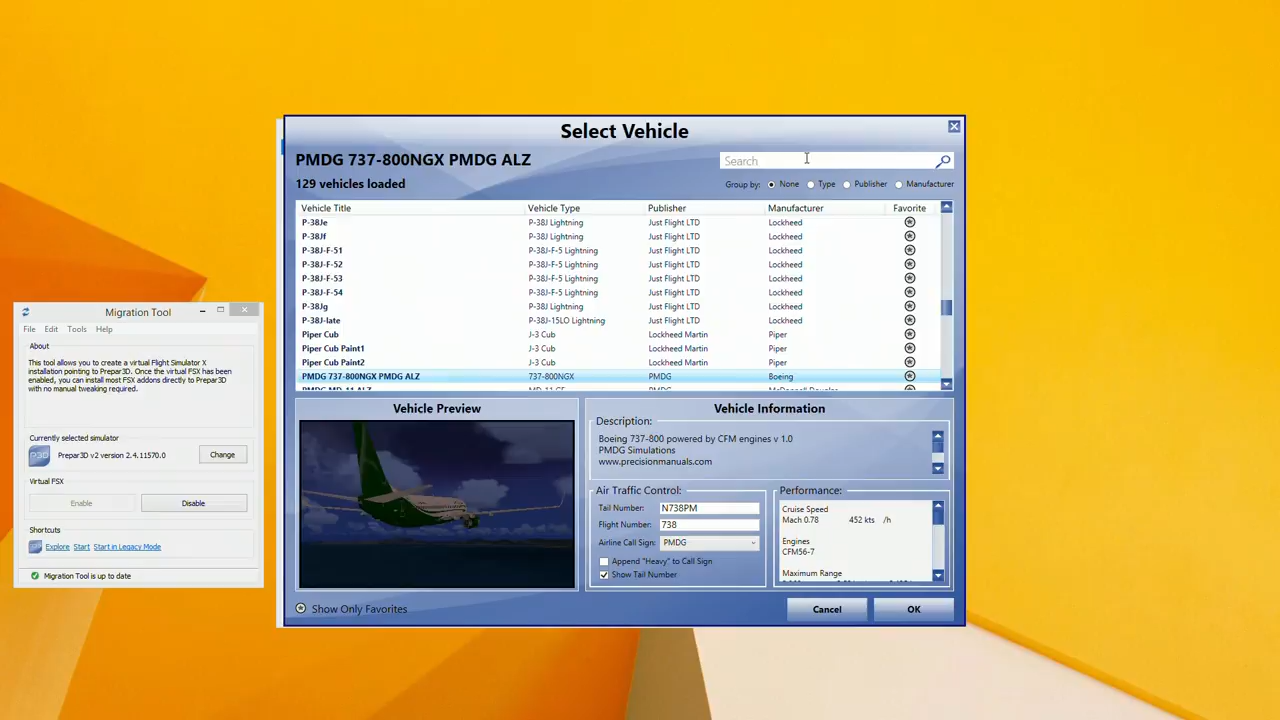 Select Vehicle
PMDG 737-800NGX PMDG ALZ
Search
129 vehicles loaded
Group by: None Type Publisher Manufacturer
Vehicle Title Vehicle Type Publisher Manufacturer Favorite
P-38Je P-38J Lightning Just Flight LTD Lockheed
P-38Jf P-38J Lightning Just Flight LTD Lockheed
P-38J-F-51 P-38J-F-5 Lightning Just Flight LTD Lockheed
P-38J-F-52 P-38J-F-5 Lightning Just Flight LTD Lockheed
P-38J-F-53 P-38J-F-5 Lightning Just Flight LTD Lockheed
P-38J-F-54 P-38J-F-5 Lightning Just Flight LTD Lockheed
P-38Jg P-38J Lightning Just Flight LTD Lockheed
P-38J-late P-38J-15LO Lightning Just Flight LTD Lockheed
Piper Cub J-3 Cub Lockheed Martin Piper
Piper Cub Paint1 J-3 Cub Lockheed Martin Piper
Piper Cub Paint2 J-3 Cub Lockheed Martin Piper
PMDG 737-800NGX PMDG ALZ 737-800NGX PMDG Boeing
Vehicle Preview
Vehicle Information
Description:
Boeing 737-800 powered by CFM engines v 1.0
PMDG Simulations
www.precisionmanuals.com
Air Traffic Control:
Tail Number: N738PM
Flight Number: 738
Airline Call Sign: PMDG
Append "Heavy" to Call Sign
Show Tail Number
Performance:
Cruise Speed
Mach 0.78 452 kts /h
Engines
CFM56-7
Maximum Range
Show Only Favorites
Cancel OK
Migration Tool
File Edit Tools Help
About
This tool allows you to create a virtual Flight Simulator X
installation pointing to Prepar3D. Once the virtual FSX has been
enabled, you can install most FSX addons directly to Prepar3D
with no manual tweaking required.
Currently selected simulator
P3D Prepar3D v2 version 2.4.11570.0 Change
Virtual FSX
Enable Disable
Shortcuts
Explore Start Start in Legacy Mode
Migration Tool is up to date